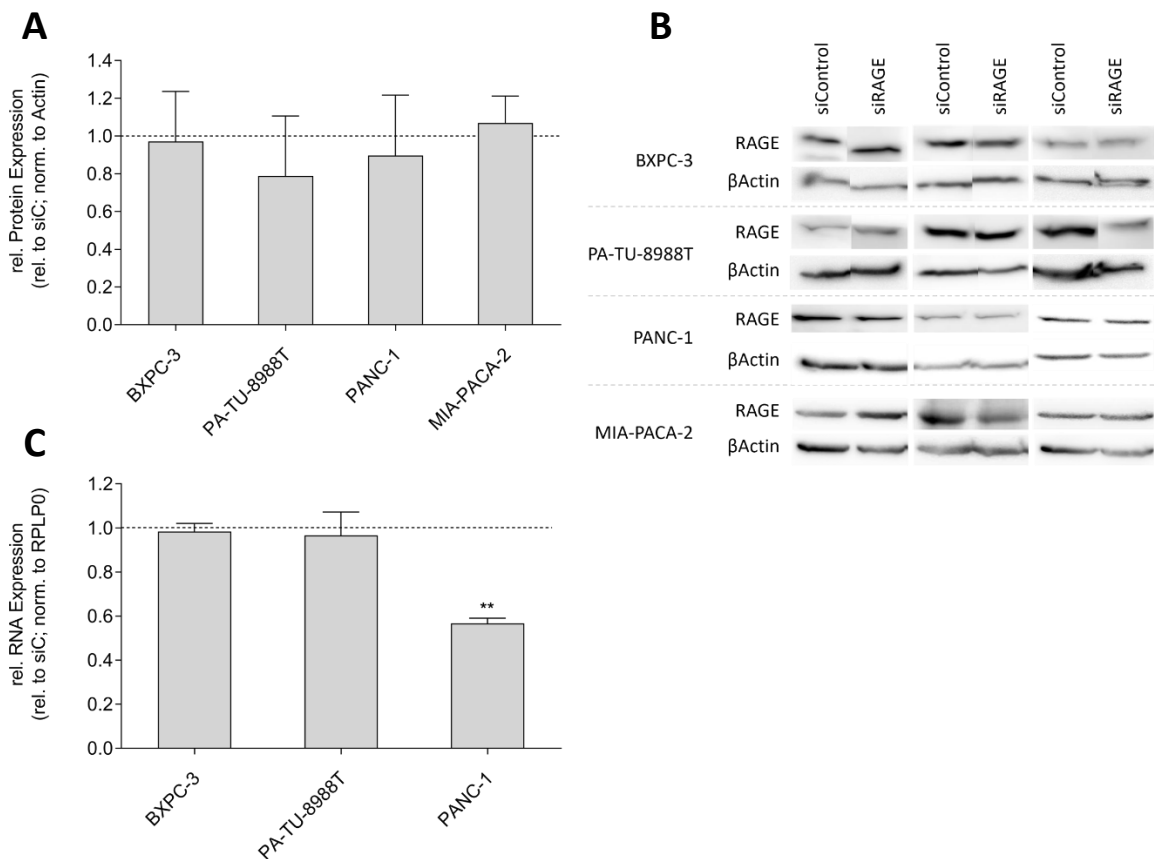 A
rel. Protein Expression
(rel. to siC; norm. to Actin)
1.4
1.2
1.0
0.8
0.6
0.4
0.2
0.0
BXPC-3
PA-TU-8988T
PANC-1
MIA-PACA-2
B
siControl
siRAGE
siControl
siRAGE
siControl
siRAGE
BXPC-3
RAGE
βActin
PA-TU-8988T
RAGE
βActin
PANC-1
RAGE
βActin
MIA-PACA-2
RAGE
βActin
C
rel. RNA Expression
(rel. to siC; norm. to RPLP0)
1.2
1.0
0.8
0.6
0.4
0.2
0.0
**
BXPC-3
PA-TU-8988T
PANC-1